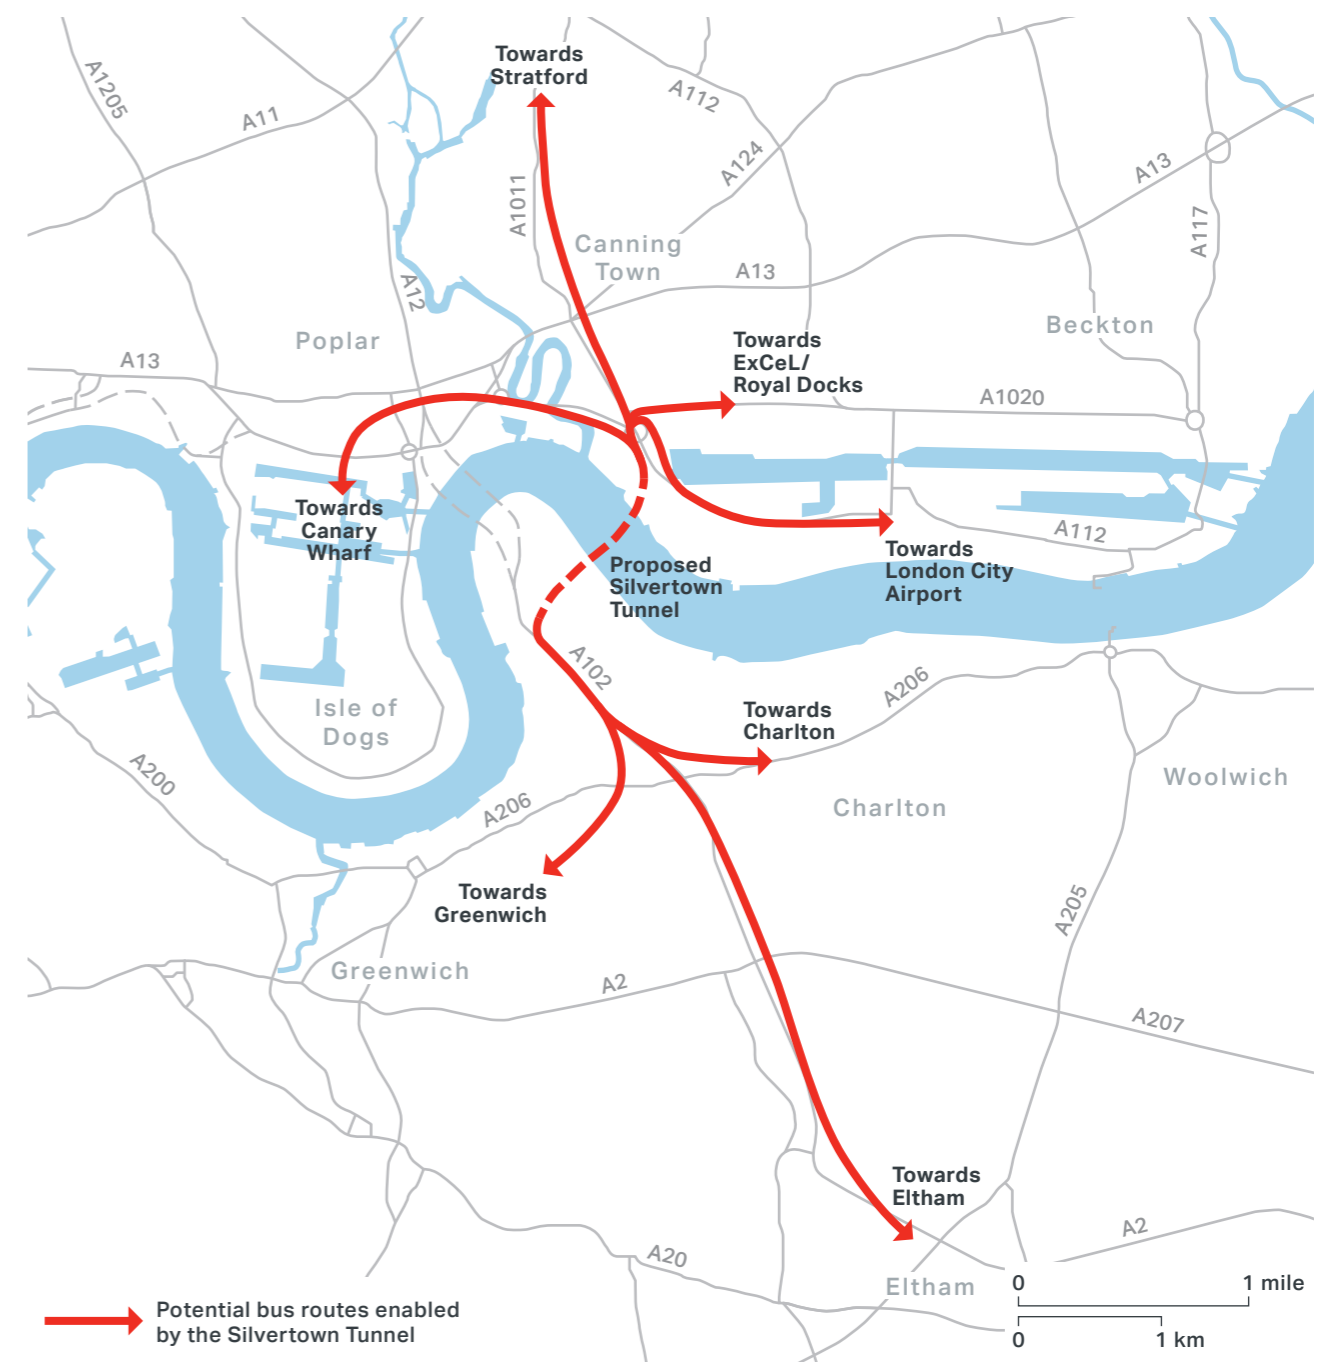 Towards
Stratford
A1205
A11
A112
A124
A13
A1011
A117
Canning
Town
A13
A12
Beckton
Poplar
Towards
ExCeL/
Royal Docks
A13
A1020
Towards
Canary
Wharf
A112
Towards
London City
Airport
Proposed
Silvertown
Tunnel
A102
A206
Isle of
Dogs
Towards
Charlton
A200
Woolwich
A206
Charlton
Towards
Greenwich
A205
Greenwich
A2
A207
Towards
Eltham
A2
A20
Eltham
0 1 mile
0 1 km
Potential bus routes enabled
by the Silvertown Tunnel